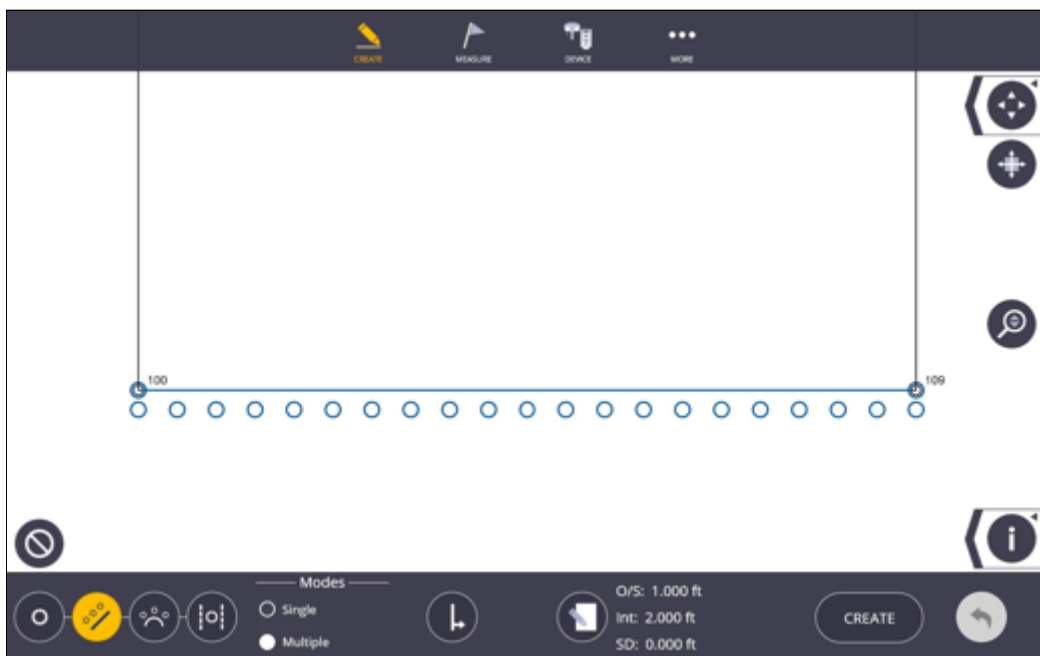 CREATE MEASURE DEVICE MORE
100 109
Modes
Single
Multiple
O/S: 1.000 ft
Int: 2.000 ft
SD: 0.000 ft
CREATE
i